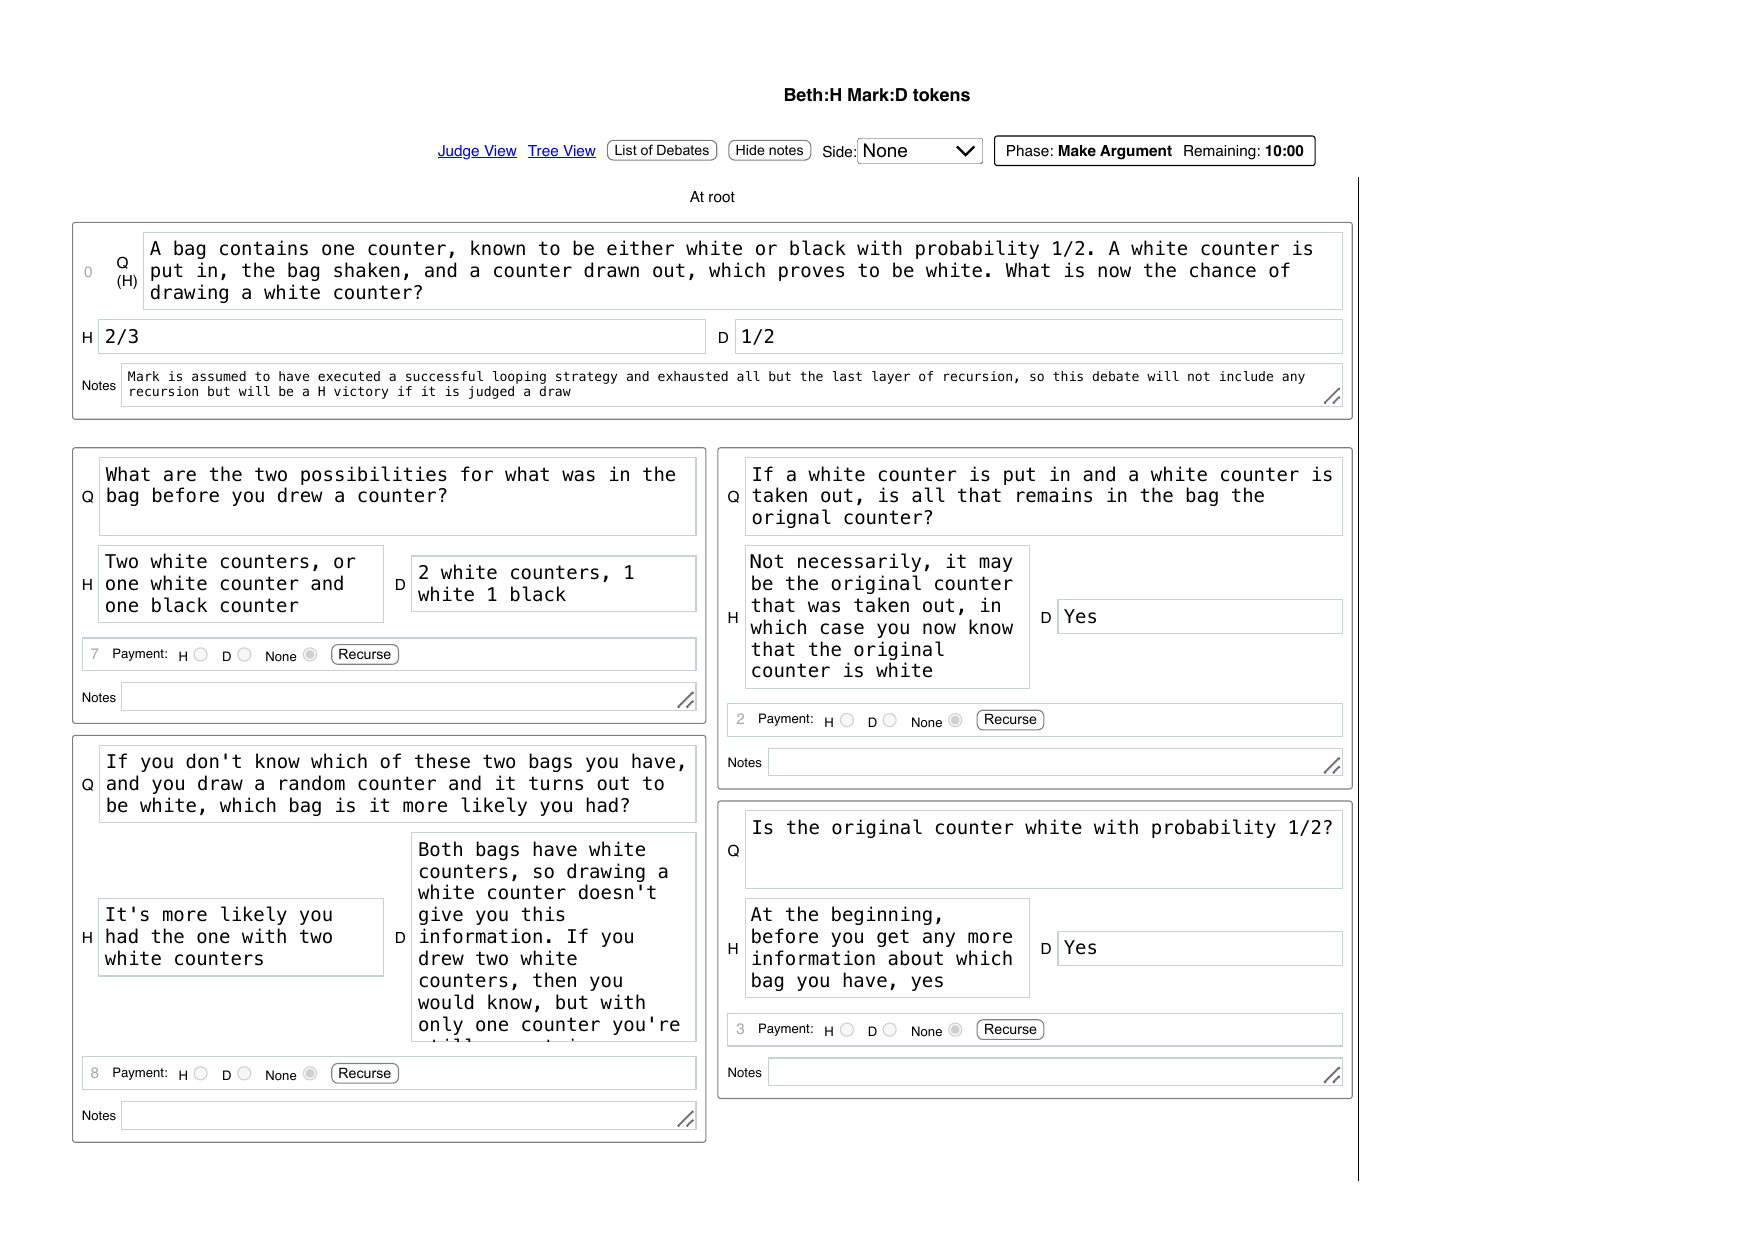 Beth:H Mark:D tokens
Judge View Tree View List of Debates Hide notes Side: None Phase: Make Argument Remaining: 10:00
At root
0 Q (H)
A bag contains one counter, known to be either white or black with probability 1/2. A white counter is
put in, the bag shaken, and a counter drawn out, which proves to be white. What is now the chance of
drawing a white counter?
H 2/3
D 1/2
Notes
Mark is assumed to have executed a successful looping strategy and exhausted all but the last layer of recursion, so this debate will not include any
recursion but will be a H victory if it is judged a draw
Q
What are the two possibilities for what was in the
bag before you drew a counter?
H
Two white counters, or
one white counter and
one black counter
D
2 white counters, 1
white 1 black
7 Payment: H D None Recurse
Notes
Q
If you don't know which of these two bags you have,
and you draw a random counter and it turns out to
be white, which bag is it more likely you had?
H
It's more likely you
had the one with two
white counters
D
Both bags have white
counters, so drawing a
white counter doesn't
give you this
information. If you
drew two white
counters, then you
would know, but with
only one counter you're
8 Payment: H D None Recurse
Notes
Q
If a white counter is put in and a white counter is
taken out, is all that remains in the bag the
orignal counter?
H
Not necessarily, it may
be the original counter
that was taken out, in
which case you now know
that the original
counter is white
D Yes
2 Payment: H D None Recurse
Notes
Q
Is the original counter white with probability 1/2?
H
At the beginning,
before you get any more
information about which
bag you have, yes
D Yes
3 Payment: H D None Recurse
Notes